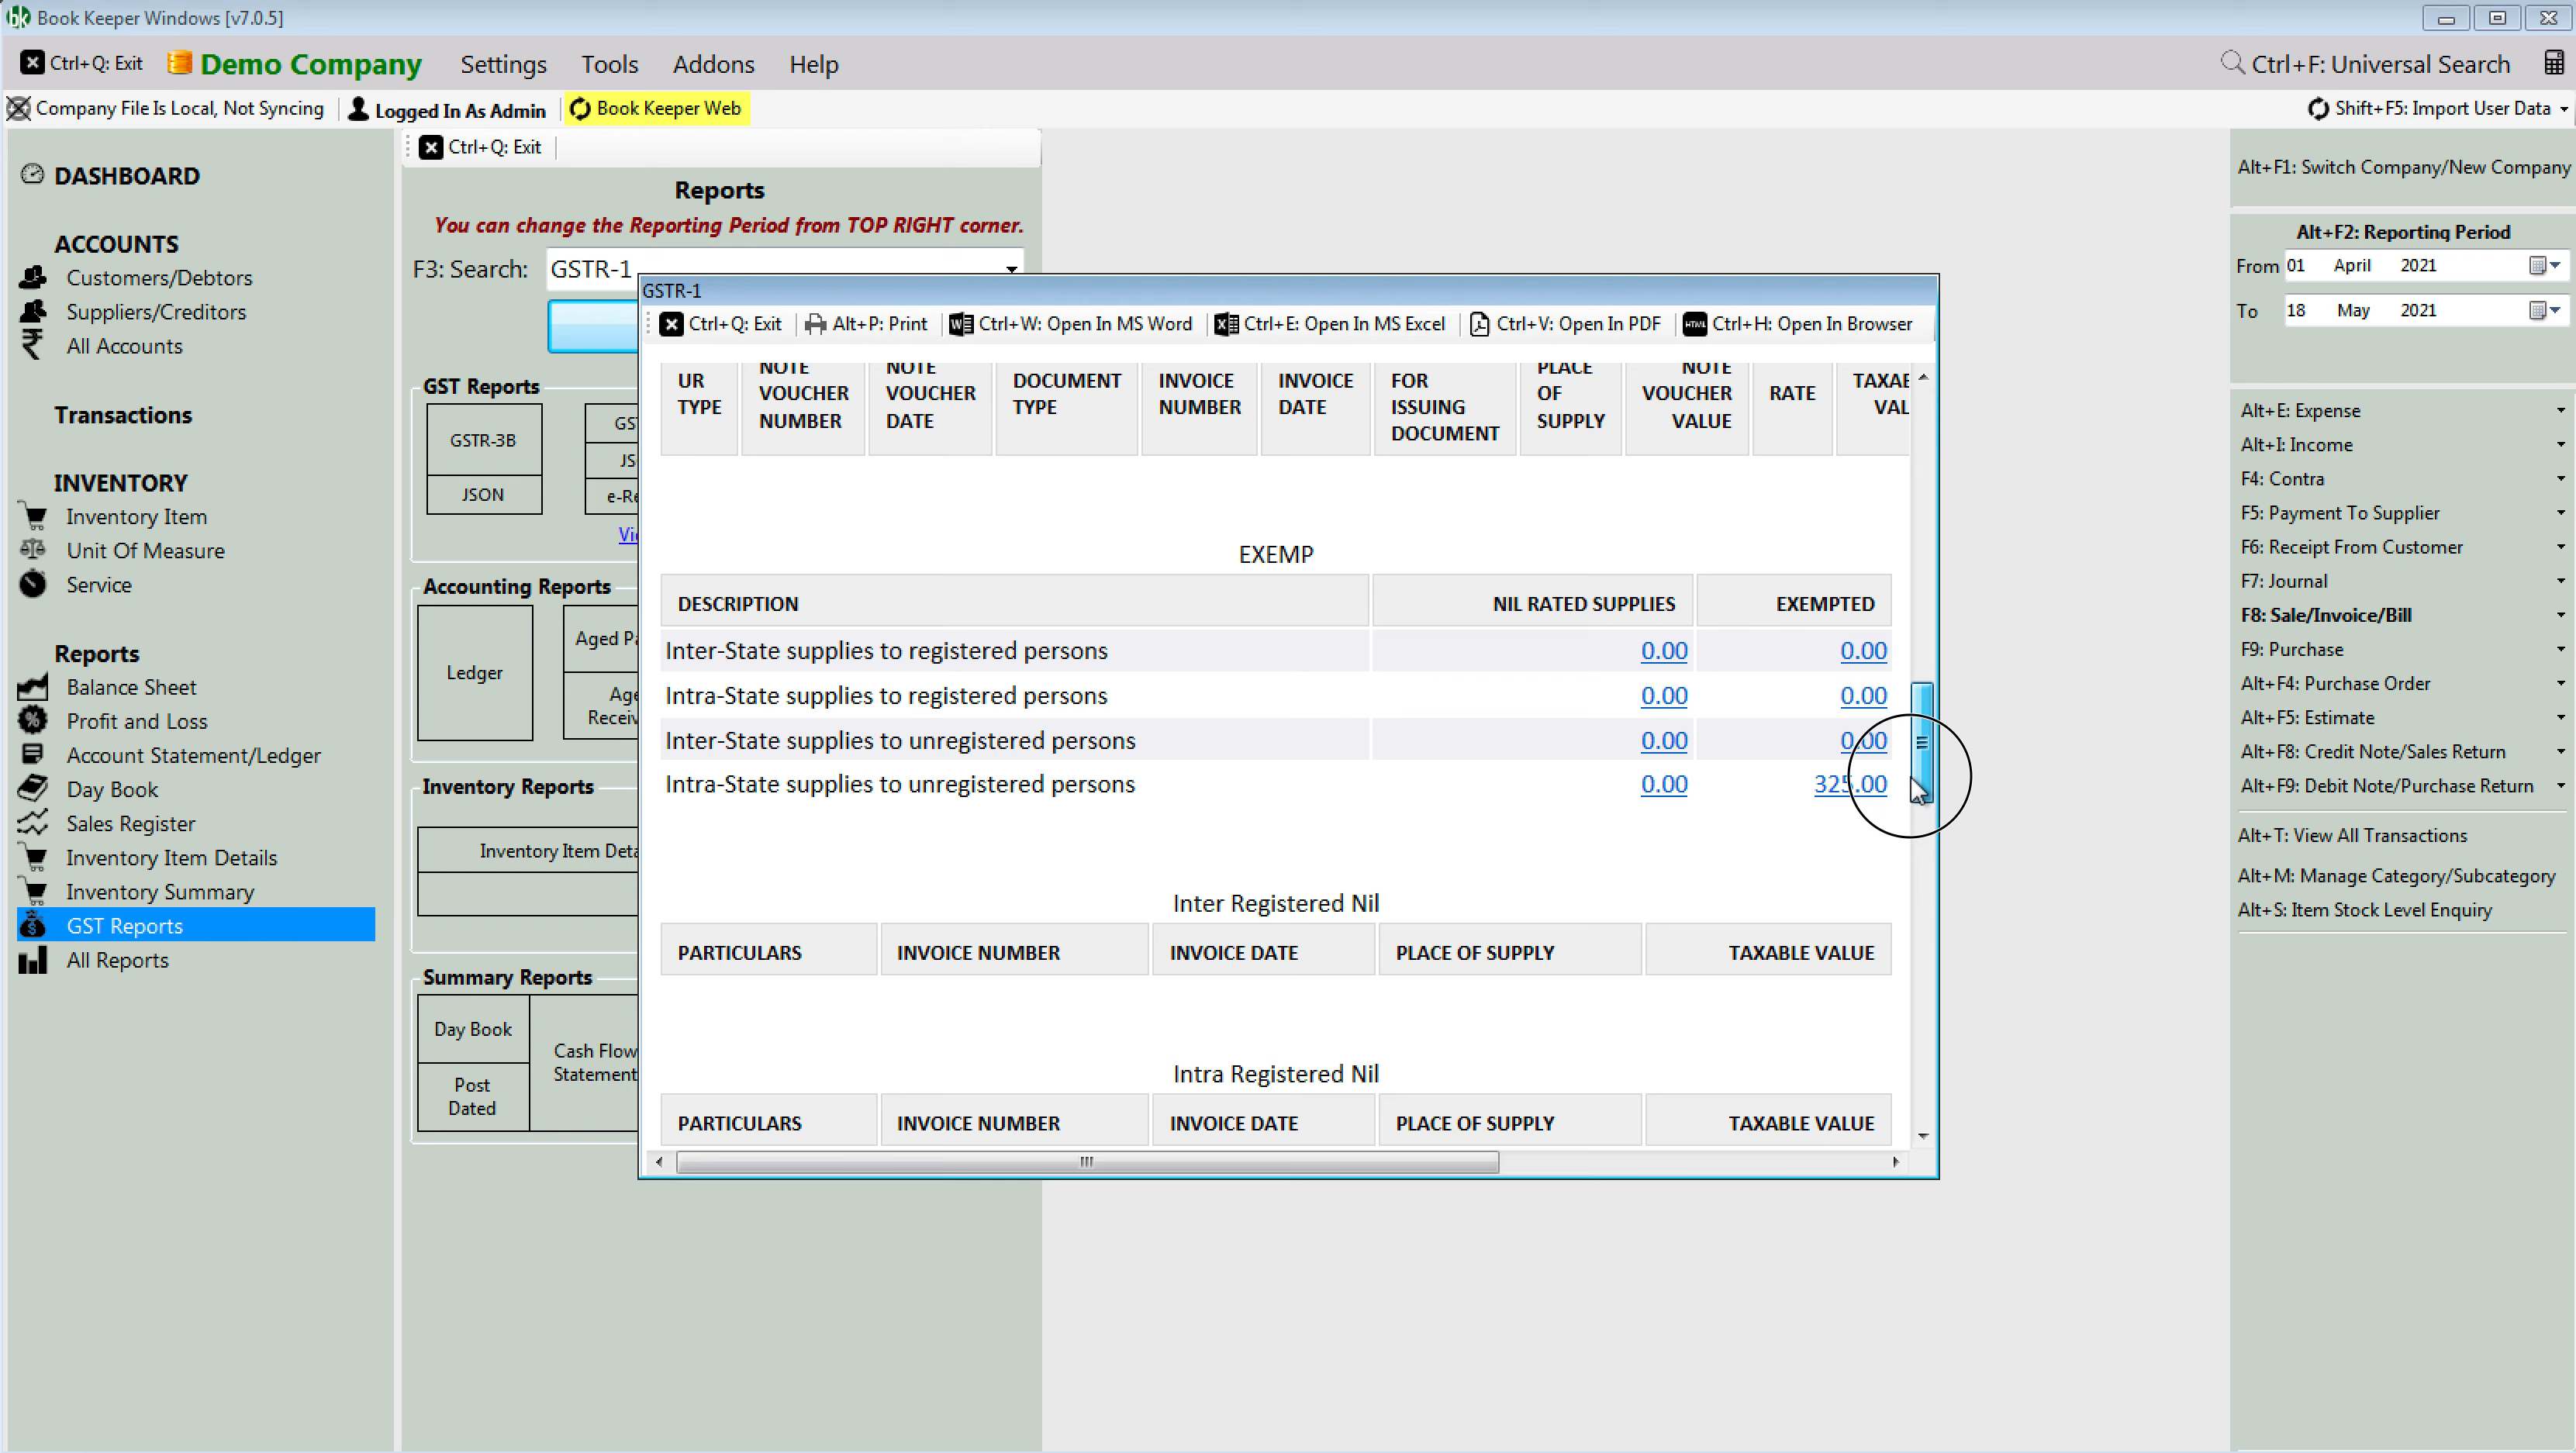 Book Keeper Windows [v7.0.5]
Ctrl+Q: Exit Demo Company Settings Tools Addons Help Ctrl+F: Universal Search
Company File Is Local, Not Syncing Logged In As Admin Book Keeper Web Shift+F5: Import User Data
DASHBOARD
ACCOUNTS
Customers/Debtors
Suppliers/Creditors
All Accounts
Transactions
INVENTORY
Inventory Item
Unit Of Measure
Service
Reports
Balance Sheet
Profit and Loss
Account Statement/Ledger
Day Book
Sales Register
Inventory Item Details
Inventory Summary
GST Reports
All Reports
Ctrl+Q: Exit
Reports
You can change the Reporting Period from TOP RIGHT corner.
F3: Search: GSTR-1
GST Reports
GSTR-3B
JSON
Accounting Reports
Ledger
Inventory Reports
Summary Reports
Day Book
Cash Flow
Statement
Post
Dated
GSTR-1
Ctrl+Q: Exit Alt+P: Print Ctrl+W: Open In MS Word Ctrl+E: Open In MS Excel Ctrl+V: Open In PDF Ctrl+H: Open In Browser
UR
TYPE
NOTE
VOUCHER
NUMBER
NOTE
VOUCHER
DATE
DOCUMENT
TYPE
INVOICE
NUMBER
INVOICE
DATE
FOR
ISSUING
DOCUMENT
PLACE
OF
SUPPLY
NOTE
VOUCHER
VALUE
RATE
EXEMP
DESCRIPTION NIL RATED SUPPLIES EXEMPTED
Inter-State supplies to registered persons 0.00 0.00
Intra-State supplies to registered persons 0.00 0.00
Inter-State supplies to unregistered persons 0.00 0.00
Intra-State supplies to unregistered persons 0.00 325.00
Inter Registered Nil
PARTICULARS INVOICE NUMBER INVOICE DATE PLACE OF SUPPLY TAXABLE VALUE
Intra Registered Nil
PARTICULARS INVOICE NUMBER INVOICE DATE PLACE OF SUPPLY TAXABLE VALUE
Alt+F1: Switch Company/New Company
Alt+F2: Reporting Period
From 01 April 2021
To 18 May 2021
Alt+E: Expense
Alt+I: Income
F4: Contra
F5: Payment To Supplier
F6: Receipt From Customer
F7: Journal
F8: Sale/Invoice/Bill
F9: Purchase
Alt+F4: Purchase Order
Alt+F5: Estimate
Alt+F8: Credit Note/Sales Return
Alt+F9: Debit Note/Purchase Return
Alt+T: View All Transactions
Alt+M: Manage Category/Subcategory
Alt+S: Item Stock Level Enquiry